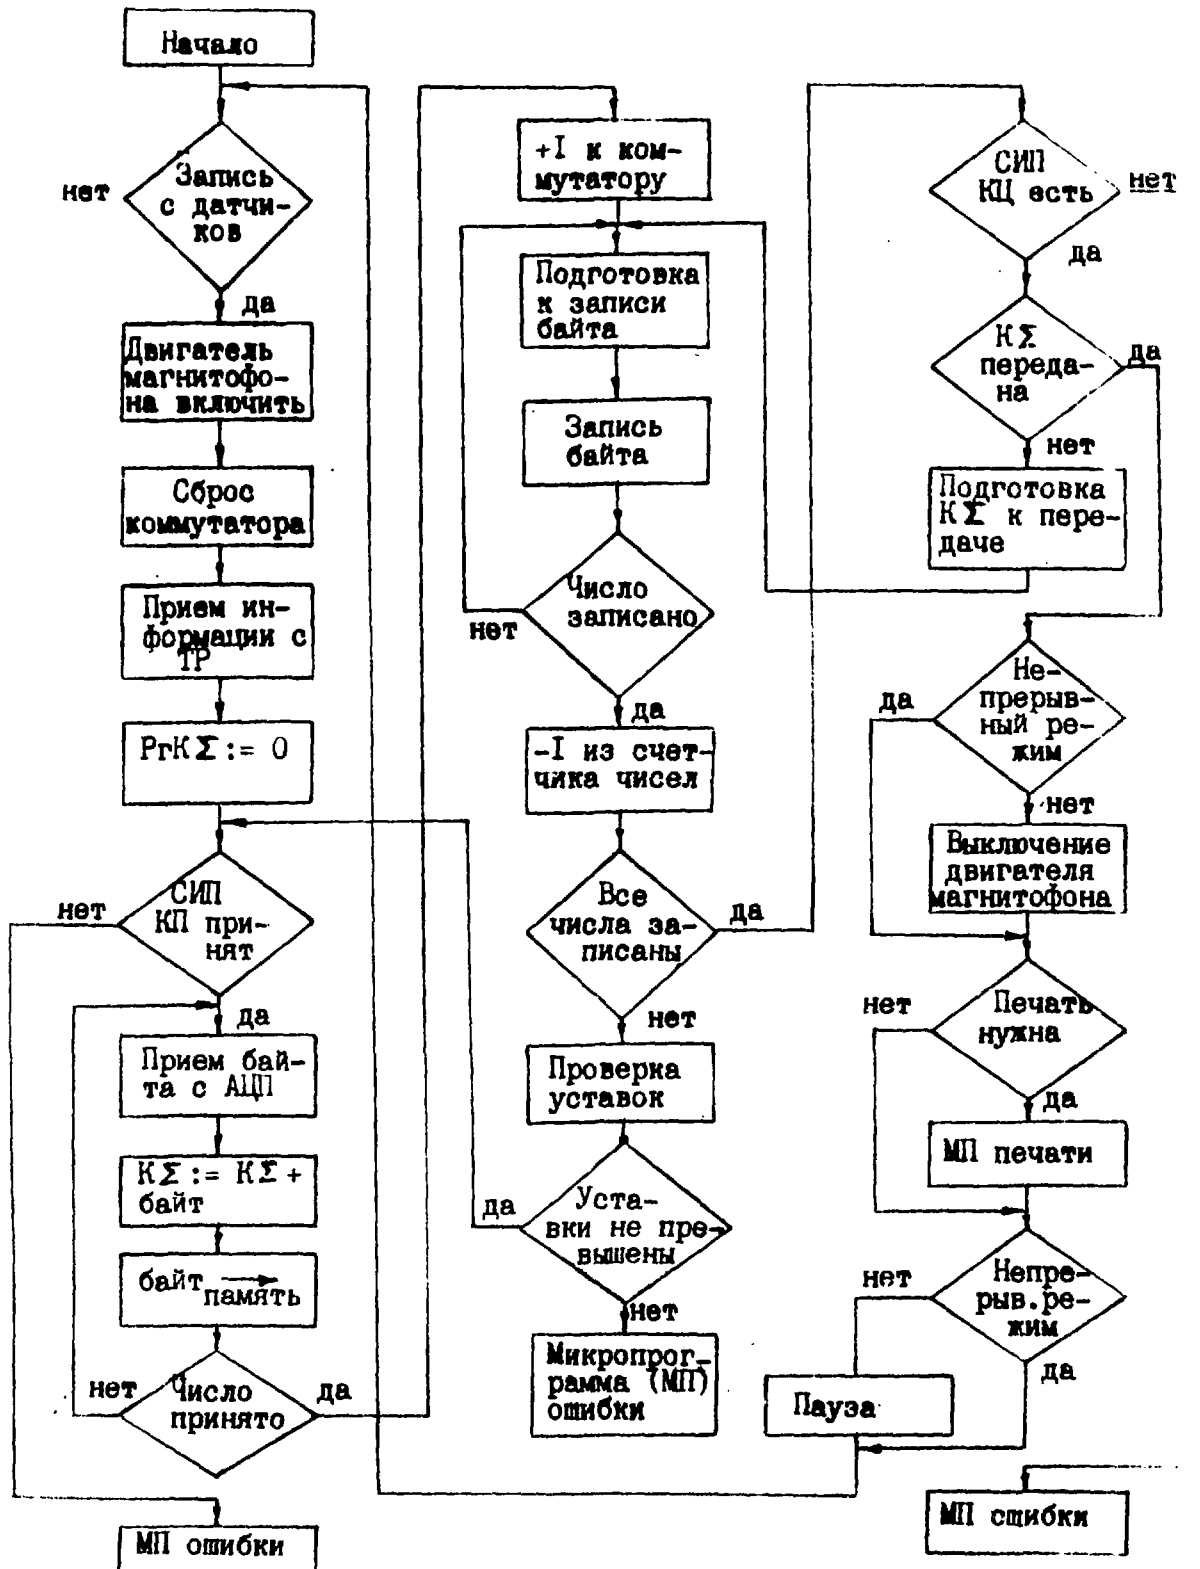 Начало
Запись
с датчи-
ков
нет
да
Двигатель
магнитофо-
на включить
Сброс
коммутатора
Прием ин-
формации с
ТР
РгКΣ := 0
СИП
КП при-
нят
нет
да
Прием бай-
та с АЦП
КΣ := КΣ +
байт
байт →
память
Число
принято
нет
да
МП ошибки
+I к ком-
мутатору
Подготовка
к записи
байта
Запись
байта
Число
записано
нет
да
-I из счет-
чика чисел
Все
числа за-
писаны
да
нет
Проверка
уставок
Устав-
ки не пре-
вышены
да
нет
Микропрог-
рамма (МП)
ошибки
СИП
КЦ есть
нет
да
КΣ
переда-
на
да
нет
Подготовка
КΣ к пере-
даче
Не-
прерыв-
ный ре-
жим
да
нет
Выключение
двигателя
магнитофона
Печать
нужна
нет
да
МП печати
Непре-
рыв.ре-
жим
нет
да
Пауза
МП ошибки